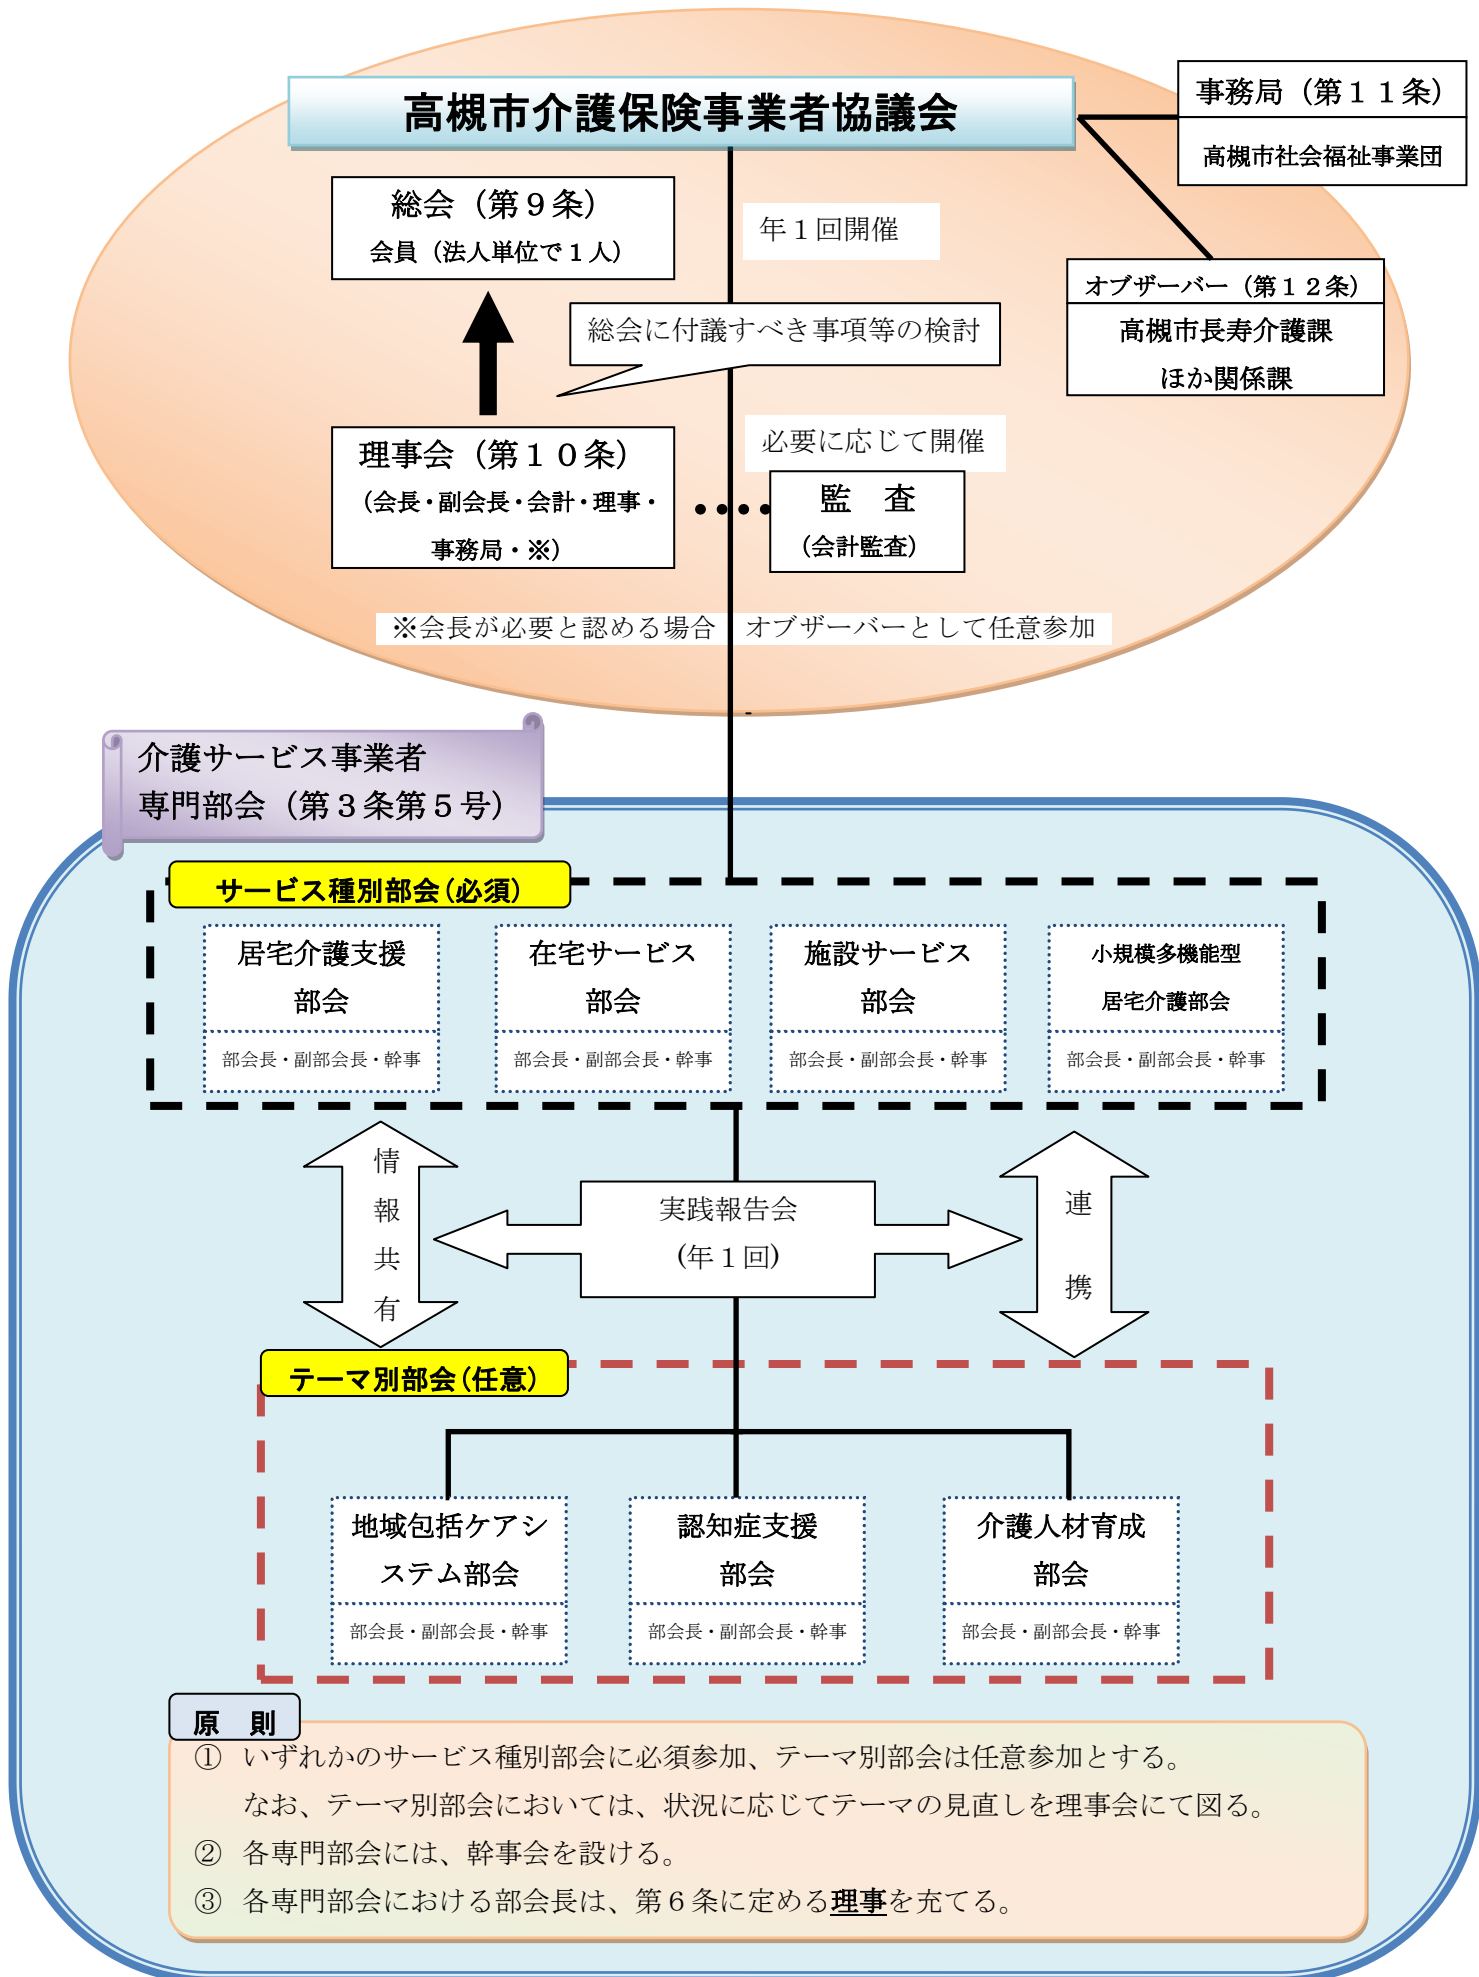 高槻市介護保険事業者協議会
事務局（第１１条）
高槻市社会福祉事業団
総会（第９条）
会員（法人単位で１人）
年１回開催
オブザーバー（第１２条）
高槻市長寿介護課
ほか関係課
総会に付議すべき事項等の検討
理事会（第１０条）
（会長・副会長・会計・理事・
事務局・※）
必要に応じて開催
監　査
（会計監査）
※会長が必要と認める場合　オブザーバーとして任意参加
介護サービス事業者
専門部会（第３条第５号）
サービス種別部会（必須）
居宅介護支援
部会
部会長・副部会長・幹事
在宅サービス
部会
部会長・副部会長・幹事
施設サービス
部会
部会長・副部会長・幹事
小規模多機能型
居宅介護部会
部会長・副部会長・幹事
情報共有
実践報告会
(年１回)
連携
テーマ別部会（任意）
地域包括ケアシ
ステム部会
部会長・副部会長・幹事
認知症支援
部会
部会長・副部会長・幹事
介護人材育成
部会
部会長・副部会長・幹事
原　則
①　いずれかのサービス種別部会に必須参加、テーマ別部会は任意参加とする。
なお、テーマ別部会においては、状況に応じてテーマの見直しを理事会にて図る。
②　各専門部会には、幹事会を設ける。
③　各専門部会における部会長は、第６条に定める理事を充てる。